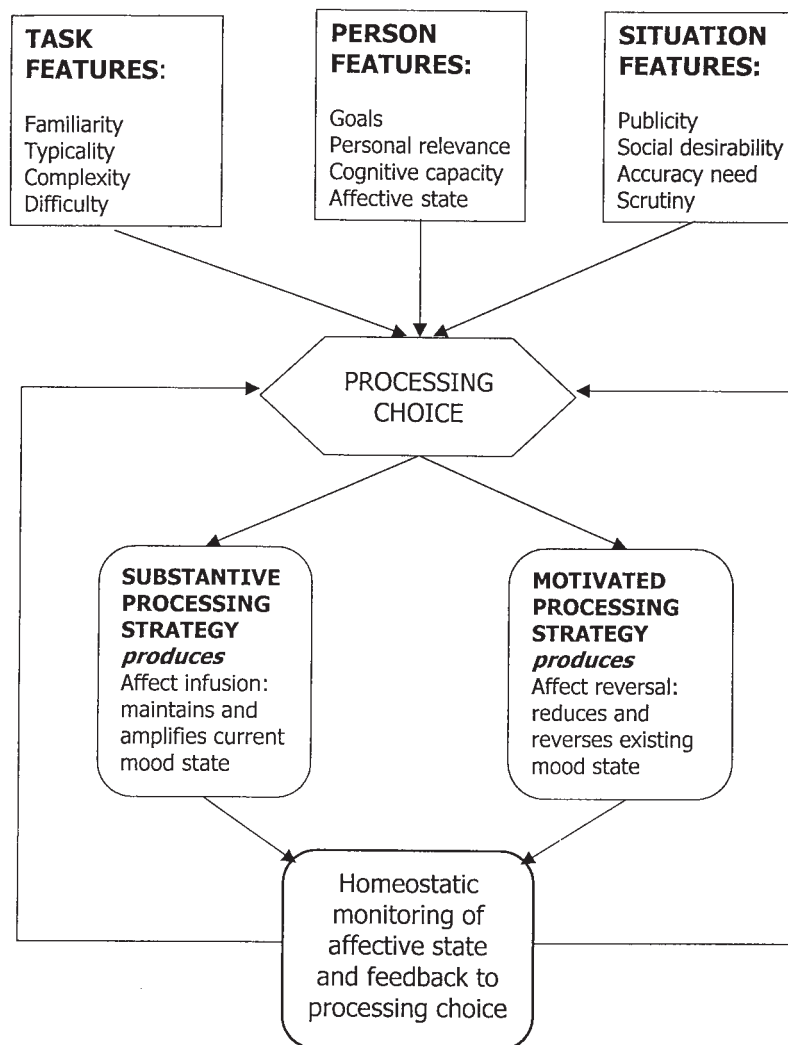 TASK
FEATURES:
Familiarity
Typicality
Complexity
Difficulty
PERSON
FEATURES:
Goals
Personal relevance
Cognitive capacity
Affective state
SITUATION
FEATURES:
Publicity
Social desirability
Accuracy need
Scrutiny
PROCESSING
CHOICE
SUBSTANTIVE
PROCESSING
STRATEGY
produces
Affect infusion:
maintains and
amplifies current
mood state
MOTIVATED
PROCESSING
STRATEGY
produces
Affect reversal:
reduces and
reverses existing
mood state
Homeostatic
monitoring of
affective state
and feedback to
processing choice